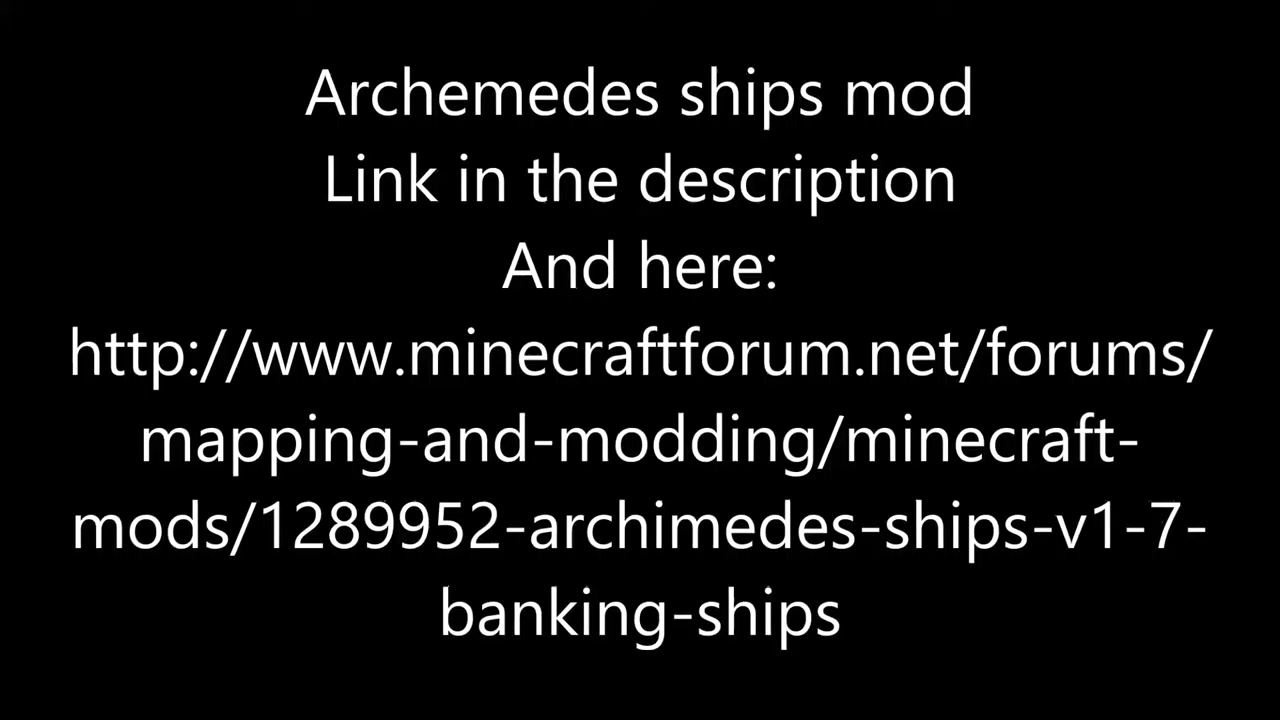 Archemedes ships mod
Link in the description
And here:
http://www.minecraftforum.net/forums/
mapping-and-modding/minecraft-
mods/1289952-archimedes-ships-v1-7-
banking-ships